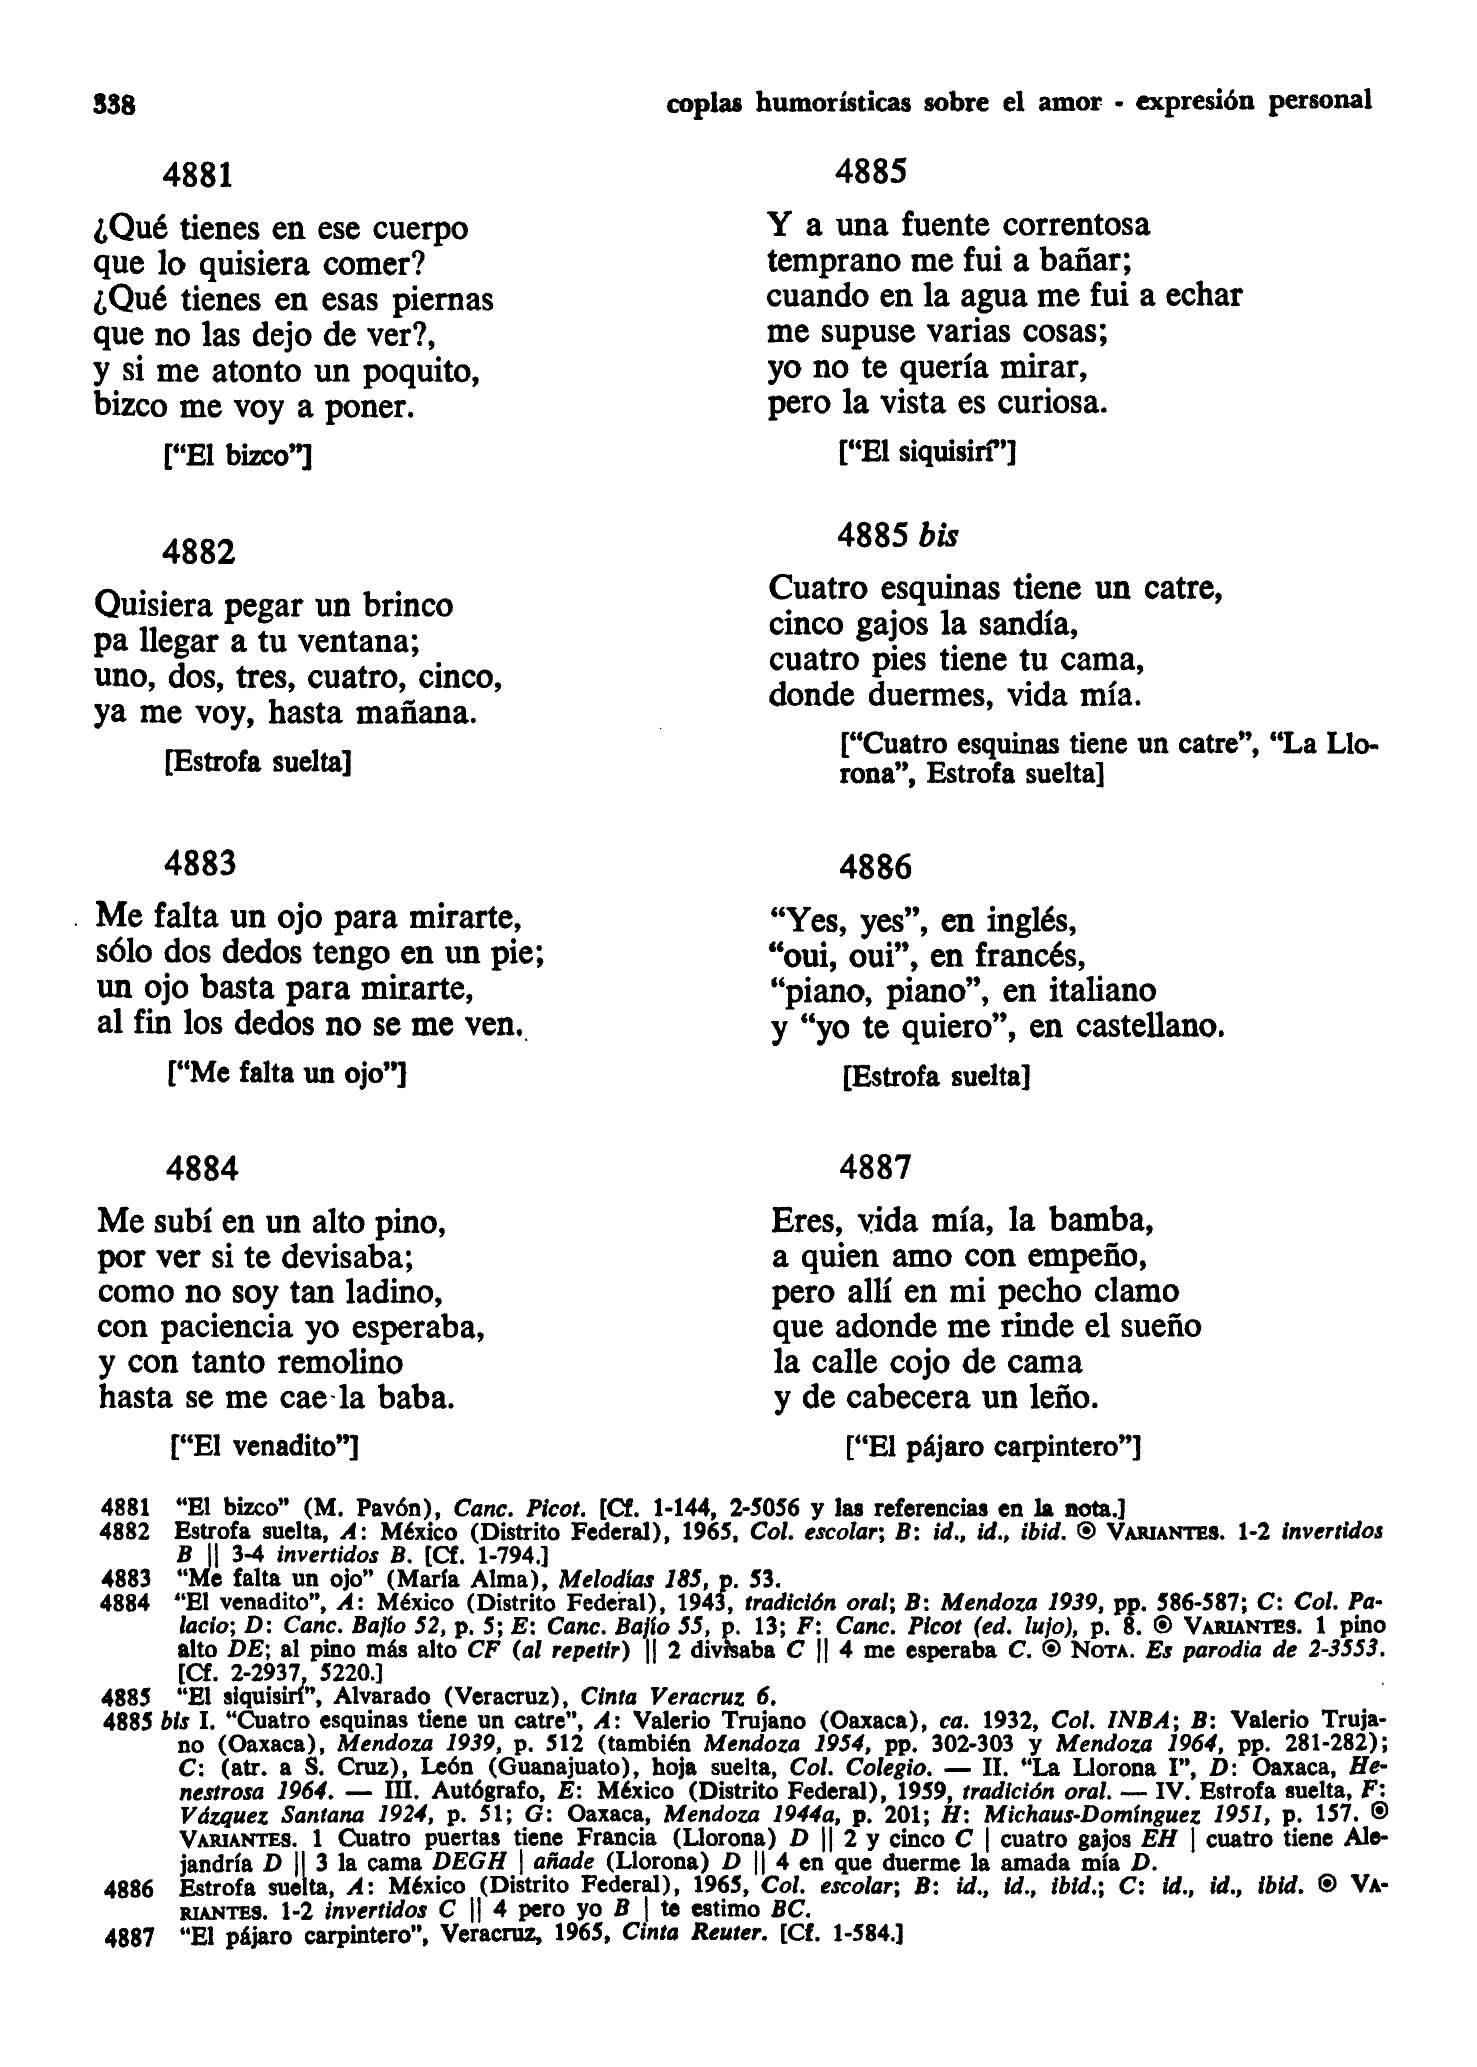 338
coplas humorísticas sobre el amor - expresión personal
4881
¿Qué tienes en ese cuerpo
que lo quisiera comer?
¿Qué tienes en esas piernas
que no las dejo de ver?,
y si me atonto un poquito,
bizco me voy a poner.
[“El bizco”]
4882
Quisiera pegar un brinco
pa llegar a tu ventana;
uno, dos, tres, cuatro, cinco,
ya me voy, hasta mañana.
[Estrofa suelta]
4883
Me falta un ojo para mirarte,
sólo dos dedos tengo en un pie;
un ojo basta para mirarte,
al fin los dedos no se me ven.
[“Me falta un ojo”]
4884
Me subí en un alto pino,
por ver si te devisaba;
como no soy tan ladino,
con paciencia yo esperaba,
y con tanto remolino
hasta se me cae la baba.
[“El venadito”]
4885
Y a una fuente correntosa
temprano me fui a bañar;
cuando en la agua me fui a echar
me supuse varias cosas;
yo no te quería mirar,
pero la vista es curiosa.
[“El siquisirí”]
4885 bis
Cuatro esquinas tiene un catre,
cinco gajos la sandía,
cuatro pies tiene tu cama,
donde duermes, vida mía.
[“Cuatro esquinas tiene un catre”, “La Llo-
rona”, Estrofa suelta]
4886
“Yes, yes”, en inglés,
“oui, oui”, en francés,
“piano, piano”, en italiano
y “yo te quiero”, en castellano.
[Estrofa suelta]
4887
Eres, vida mía, la bamba,
a quien amo con empeño,
pero allí en mi pecho clamo
que adonde me rinde el sueño
la calle cojo de cama
y de cabecera un leño.
[“El pájaro carpintero”]
4881 “El bizco” (M. Pavón), Canc. Picot. [Cf. 1-144, 2-5056 y las referencias en la nota.]
4882 Estrofa suelta, A: México (Distrito Federal), 1965, Col. escolar; B: id., id., ibid. ⊙ VARIANTES. 1-2 invertidos
B || 3-4 invertidos B. [Cf. 1-794.]
4883 “Me falta un ojo” (María Alma), Melodías 185, p. 53.
4884 “El venadito”, A: México (Distrito Federal), 1943, tradición oral; B: Mendoza 1939, pp. 586-587; C: Col. Pa-
lacio; D: Canc. Bajío 52, p. 5; E: Canc. Bajío 55, p. 13; F: Canc. Picot (ed. lujo), p. 8. ⊙ VARIANTES. 1 pino
alto DE; al pino más alto CF (al repetir) || 2 divisaba C || 4 me esperaba C. ⊙ NOTA. Es parodia de 2-3553.
[Cf. 2-2937, 5220.]
4885 “El siquisirí”, Alvarado (Veracruz), Cinta Veracruz 6.
4885 bis I. “Cuatro esquinas tiene un catre”, A: Valerio Trujano (Oaxaca), ca. 1932, Col. INBA; B: Valerio Truja-
no (Oaxaca), Mendoza 1939, p. 512 (también Mendoza 1954, pp. 302-303 y Mendoza 1964, pp. 281-282);
C: (atr. a S. Cruz), León (Guanajuato), hoja suelta, Col. Colegio. — II. “La Llorona I”, D: Oaxaca, He-
nestrosa 1964. — III. Autógrafo, E: México (Distrito Federal), 1959, tradición oral. — IV. Estrofa suelta, F:
Vázquez Santana 1924, p. 51; G: Oaxaca, Mendoza 1944a, p. 201; H: Michaus-Domínguez 1951, p. 157. ⊙
VARIANTES. 1 Cuatro puertas tiene Francia (Llorona) D || 2 y cinco C | cuatro gajos EH | cuatro tiene Ale-
jandría D || 3 la cama DEGH | añade (Llorona) D || 4 en que duerme la amada mía D.
4886 Estrofa suelta, A: México (Distrito Federal), 1965, Col. escolar; B: id., id., ibid.; C: id., id., ibid. ⊙ VA-
RIANTES. 1-2 invertidos C || 4 pero yo B | te estimo BC.
4887 “El pájaro carpintero”, Veracruz, 1965, Cinta Reuter. [Cf. 1-584.]